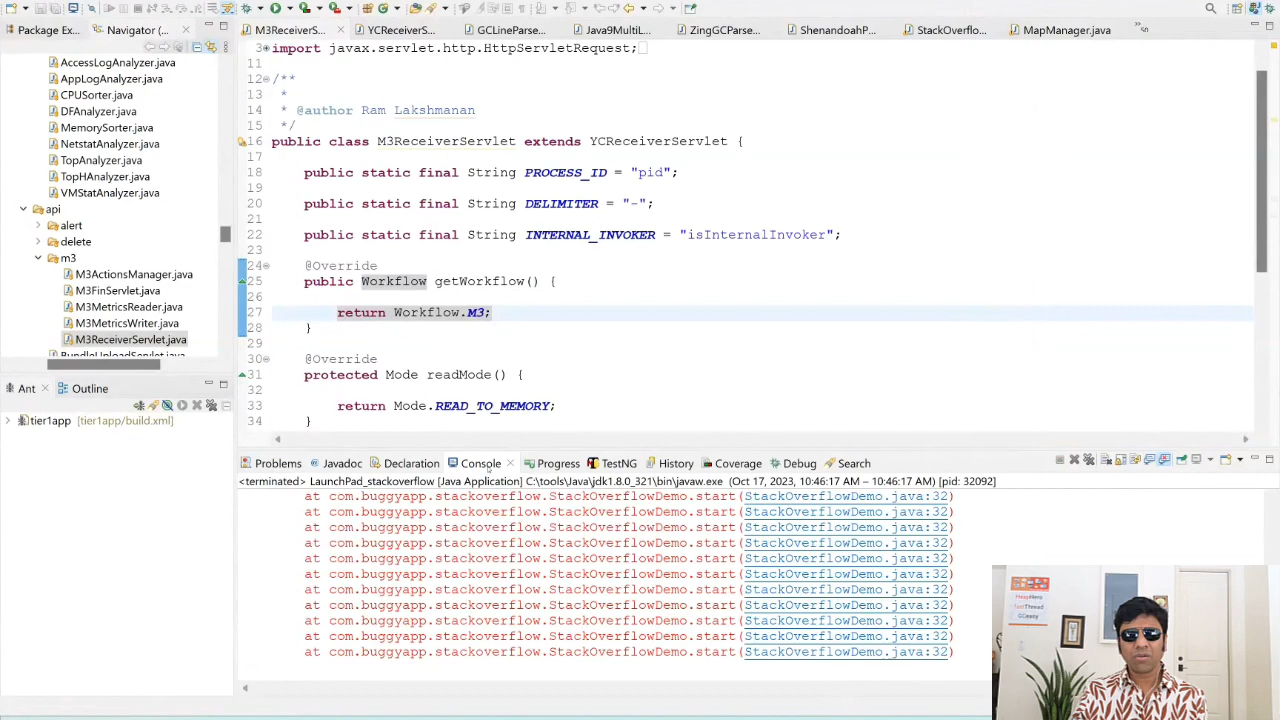 Package Ex...
Navigator (...
M3ReceiverS...
YCReceiverS...
GCLineParse...
Java9MultiL...
ZingGCParse...
ShenandoahP...
StackOverflo...
MapManager.java
AccessLogAnalyzer.java
AppLogAnalyzer.java
CPUSorter.java
DFAnalyzer.java
MemorySorter.java
NetstatAnalyzer.java
TopAnalyzer.java
TopHAnalyzer.java
VMStatAnalyzer.java
api
alert
delete
m3
M3ActionsManager.java
M3FinServlet.java
M3MetricsReader.java
M3MetricsWriter.java
M3ReceiverServlet.java
BundleUploadServlet.java
Ant
Outline
tier1app [tier1app/build.xml]
3 import javax.servlet.http.HttpServletRequest;
11
12 /**
13 *
14 * @author Ram Lakshmanan
15 */
16 public class M3ReceiverServlet extends YCReceiverServlet {
17
18 public static final String PROCESS_ID = "pid";
19
20 public static final String DELIMITER = "-";
21
22 public static final String INTERNAL_INVOKER = "isInternalInvoker";
23
24 @Override
25 public Workflow getWorkflow() {
26
27 return Workflow.M3;
28 }
29
30 @Override
31 protected Mode readMode() {
32
33 return Mode.READ_TO_MEMORY;
34 }
Problems
Javadoc
Declaration
Console
Progress
TestNG
History
Coverage
Debug
Search
<terminated> LaunchPad_stackoverflow [Java Application] C:\tools\Java\jdk1.8.0_321\bin\javaw.exe (Oct 17, 2023, 10:46:17 AM – 10:46:17 AM) [pid: 32092]
at com.buggyapp.stackoverflow.StackOverflowDemo.start(StackOverflowDemo.java:32)
at com.buggyapp.stackoverflow.StackOverflowDemo.start(StackOverflowDemo.java:32)
at com.buggyapp.stackoverflow.StackOverflowDemo.start(StackOverflowDemo.java:32)
at com.buggyapp.stackoverflow.StackOverflowDemo.start(StackOverflowDemo.java:32)
at com.buggyapp.stackoverflow.StackOverflowDemo.start(StackOverflowDemo.java:32)
at com.buggyapp.stackoverflow.StackOverflowDemo.start(StackOverflowDemo.java:32)
at com.buggyapp.stackoverflow.StackOverflowDemo.start(StackOverflowDemo.java:32)
at com.buggyapp.stackoverflow.StackOverflowDemo.start(StackOverflowDemo.java:32)
at com.buggyapp.stackoverflow.StackOverflowDemo.start(StackOverflowDemo.java:32)
at com.buggyapp.stackoverflow.StackOverflowDemo.start(StackOverflowDemo.java:32)
at com.buggyapp.stackoverflow.StackOverflowDemo.start(StackOverflowDemo.java:32)
HeapHero
fastThread
GCeasy